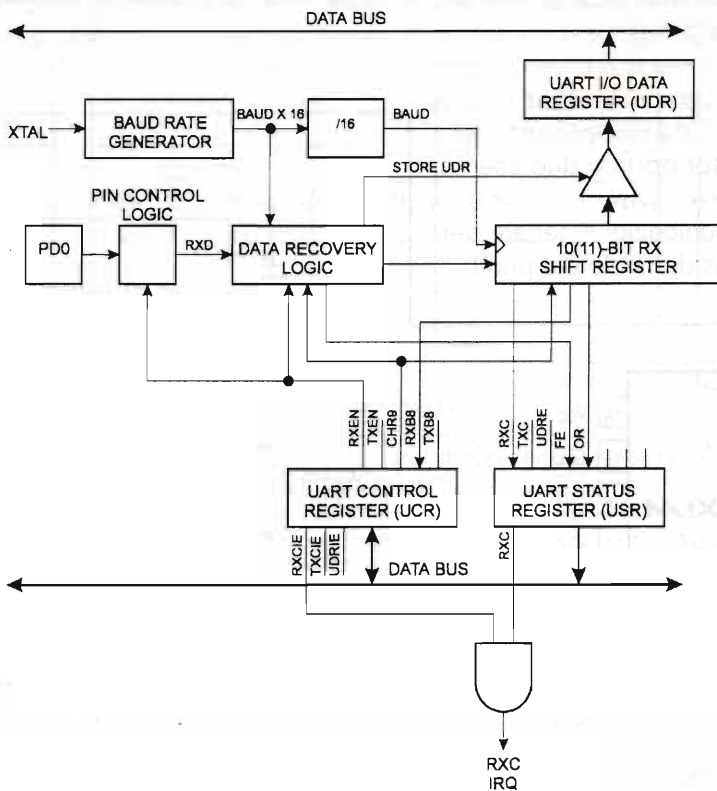 DATA BUS
UART I/O DATA
REGISTER (UDR)
XTAL
BAUD RATE
GENERATOR
BAUD X 16
/16
BAUD
STORE UDR
PIN CONTROL
LOGIC
PD0
RXD
DATA RECOVERY
LOGIC
10(11)-BIT RX
SHIFT REGISTER
RXEN
TXEN
CHR9
RXB8
TXB8
RXC
TXC
UDRE
FE
OR
UART CONTROL
REGISTER (UCR)
UART STATUS
REGISTER (USR)
RXCIE
TXCIE
UDRIE
RXC
DATA BUS
RXC
IRQ